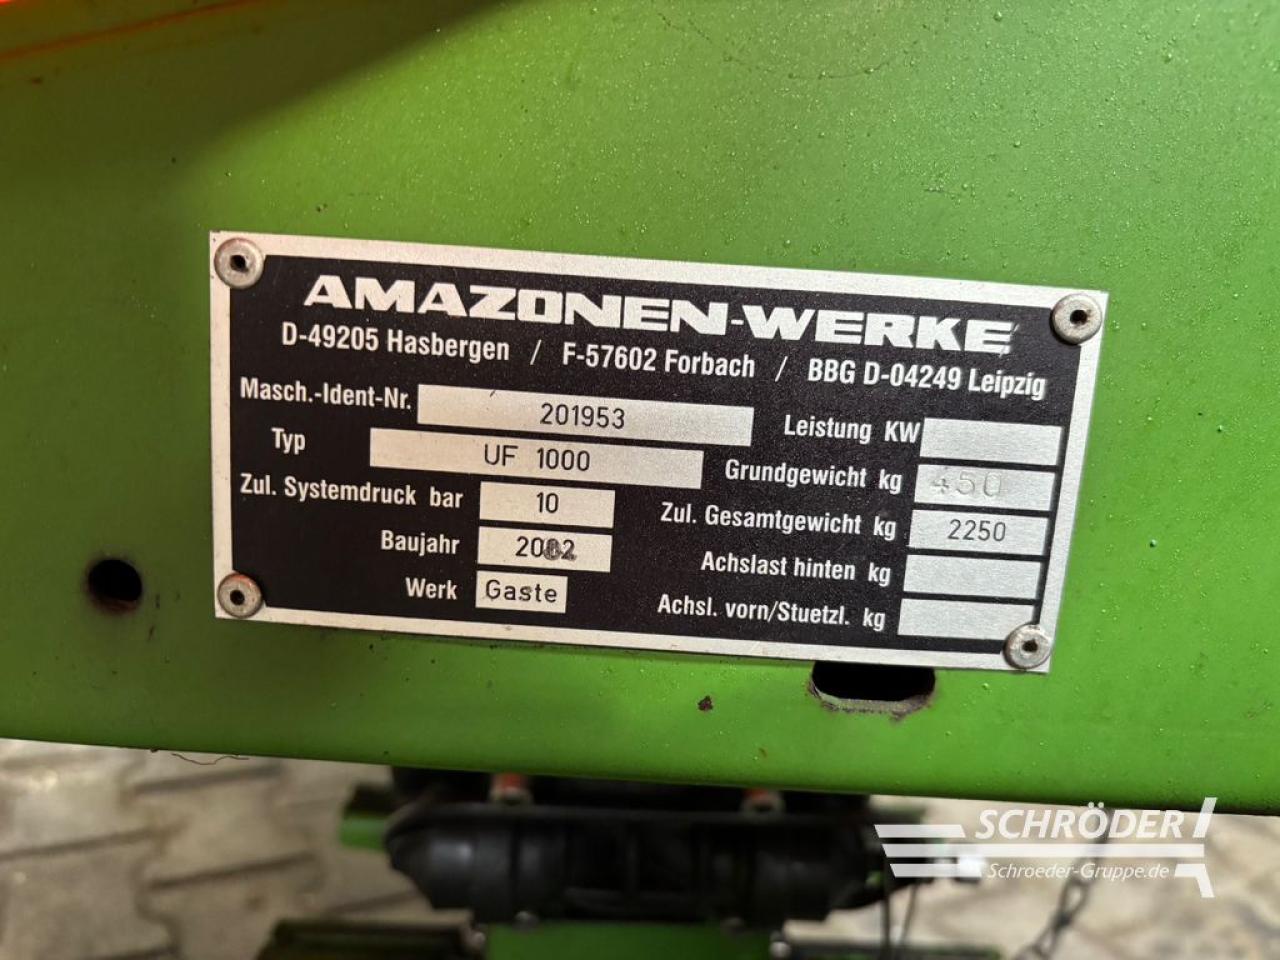 AMAZONEN-WERKE
D-49205 Hasbergen / F-57602 Forbach / BBG D-04249 Leipzig
Masch.-Ident-Nr. 201953
Typ UF 1000
Zul. Systemdruck bar 10
Baujahr
Werk Gaste
Leistung KW
Grundgewicht kg 450
Zul. Gesamtgewicht kg 2250
Achslast hinten kg
Achsl. vorn/Stuetzl. kg
SCHRÖDER
Schroeder-Gruppe.de